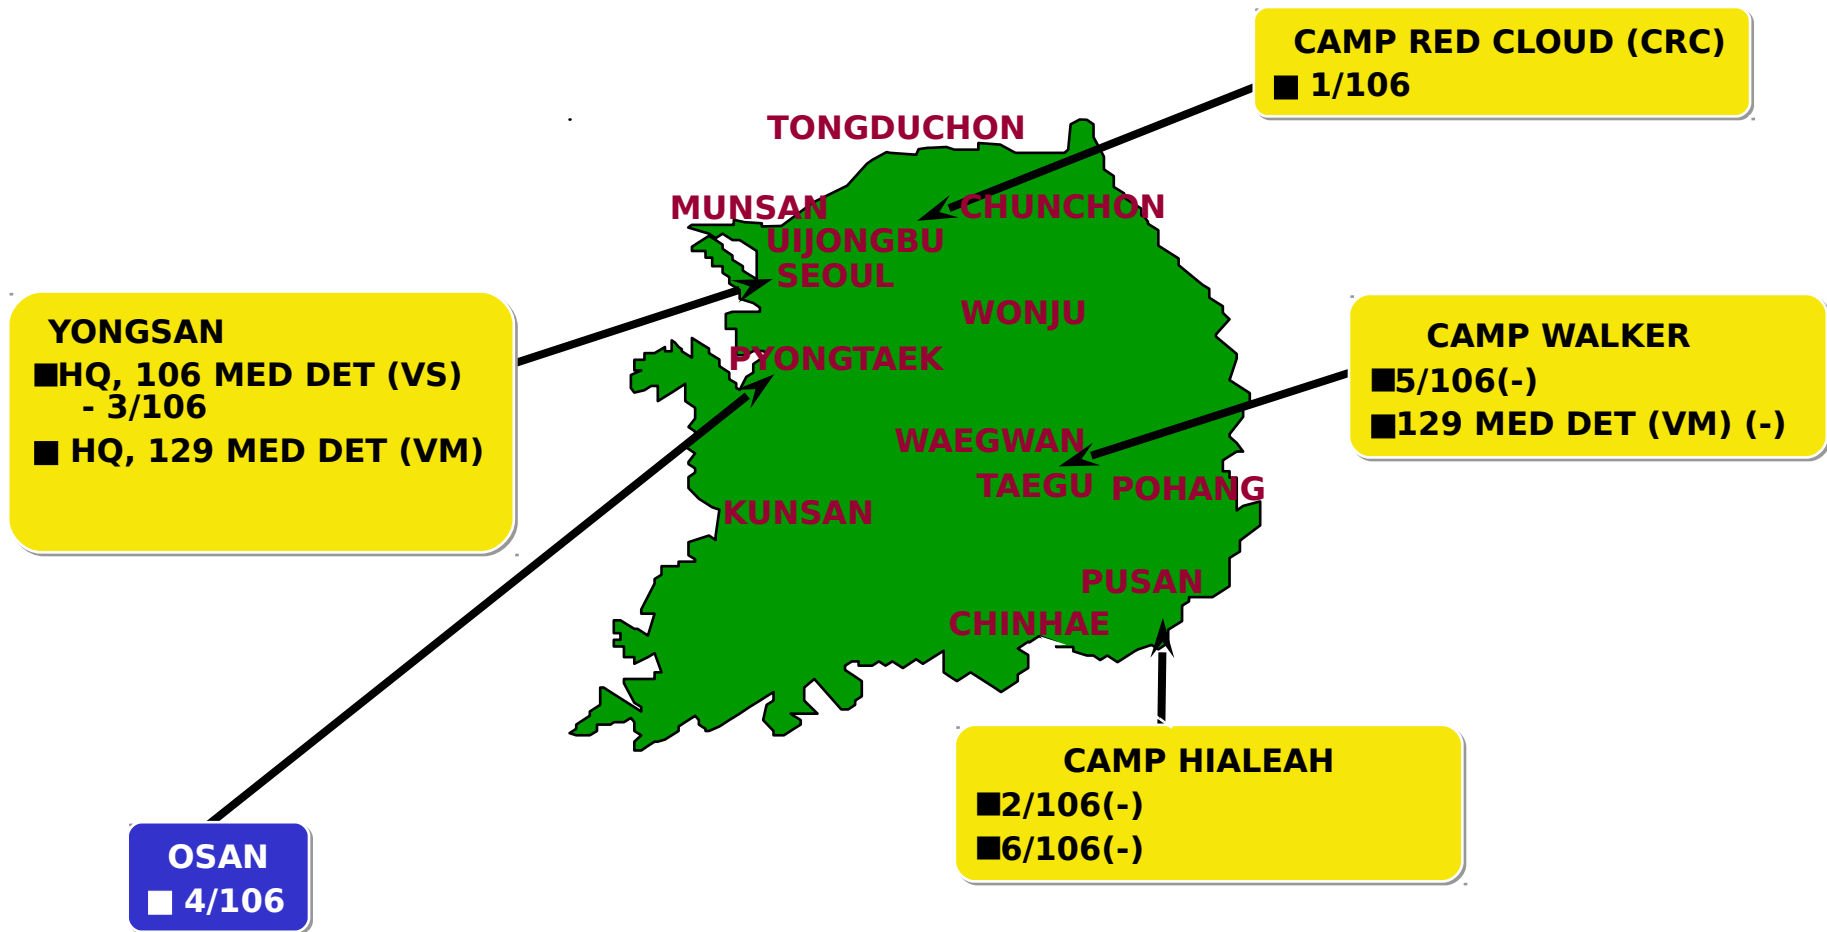 CAMP RED CLOUD (CRC)
■ 1/106
TONGDUCHON
MUNSAN
CHUNCHON
UIJONGBU
SEOUL
WONJU
PYONGTAEK
WAEGWAN
TAEGU
POHANG
KUNSAN
PUSAN
CHINHAE
YONGSAN
■HQ, 106 MED DET (VS)
- 3/106
■ HQ, 129 MED DET (VM)
CAMP WALKER
■5/106(-)
■129 MED DET (VM) (-)
OSAN
■ 4/106
CAMP HIALEAH
■2/106(-)
■6/106(-)